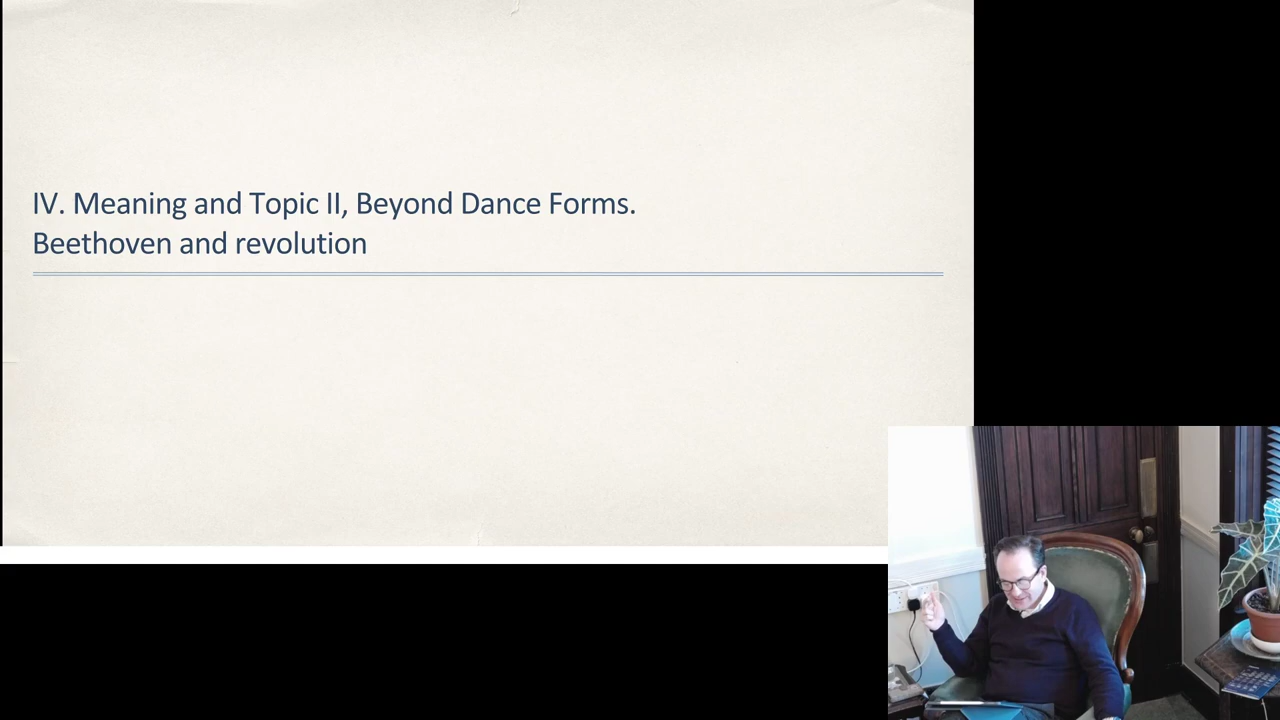 IV. Meaning and Topic II, Beyond Dance Forms.
Beethoven and revolution